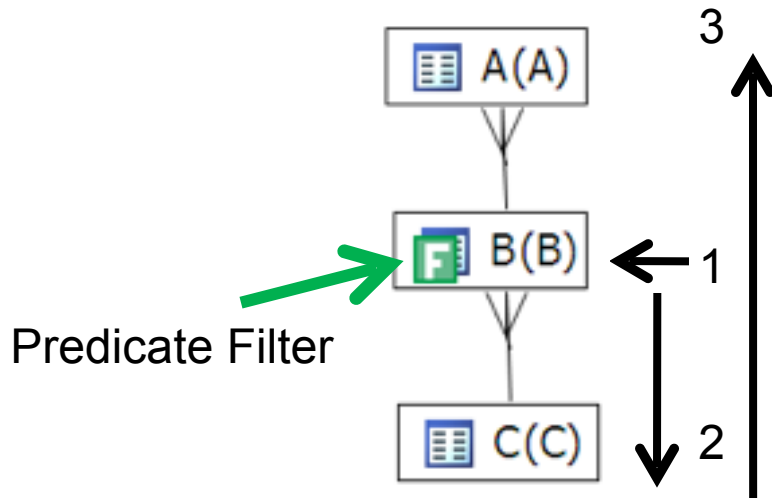 3
A(A)
F B(B)
1
Predicate Filter
C(C)
2